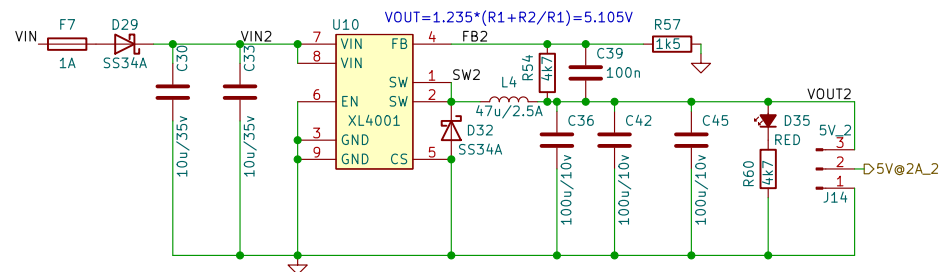 VOUT=1.235*(R1+R2/R1)=5.105V
F7
D29
U10
R57
VIN
VIN2
7
VIN
FB
4
FB2
1k5
1A
SS34A
C30
C33
8
VIN
R54
4k7
C39
100n
SW
1
SW2
L4
6
EN
SW
2
47u/2.5A
VOUT2
XL4001
D32
C36
C42
C45
D35
5V_2
10u/35v
10u/35v
3
GND
SS34A
RED
3
9
GND
CS
5
R60
4k7
2
5V@2A_2
1
100u/10v
100u/10v
100u/10v
J14